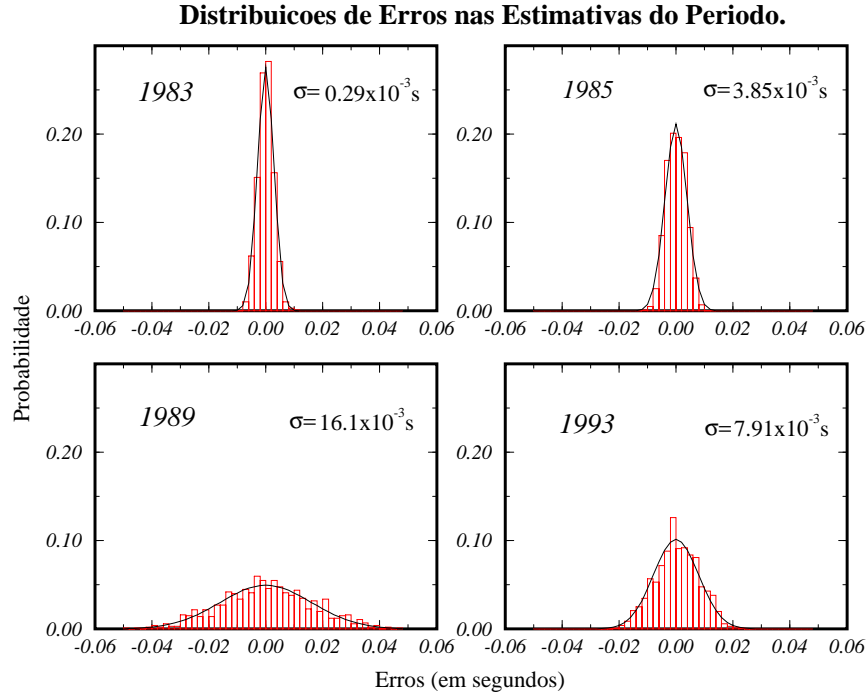 Distribuicoes de Erros nas Estimativas do Periodo.
1983
σ= 0.29x10⁻³s
0.20
0.10
0.00
-0.06 -0.04 -0.02 0.00 0.02 0.04 0.06
1985
σ=3.85x10⁻³s
0.20
0.10
0.00
-0.06 -0.04 -0.02 0.00 0.02 0.04 0.06
1989
σ=16.1x10⁻³s
0.20
0.10
0.00
-0.06 -0.04 -0.02 0.00 0.02 0.04 0.06
1993
σ=7.91x10⁻³s
0.20
0.10
0.00
-0.06 -0.04 -0.02 0.00 0.02 0.04 0.06
Probabilidade
Erros (em segundos)